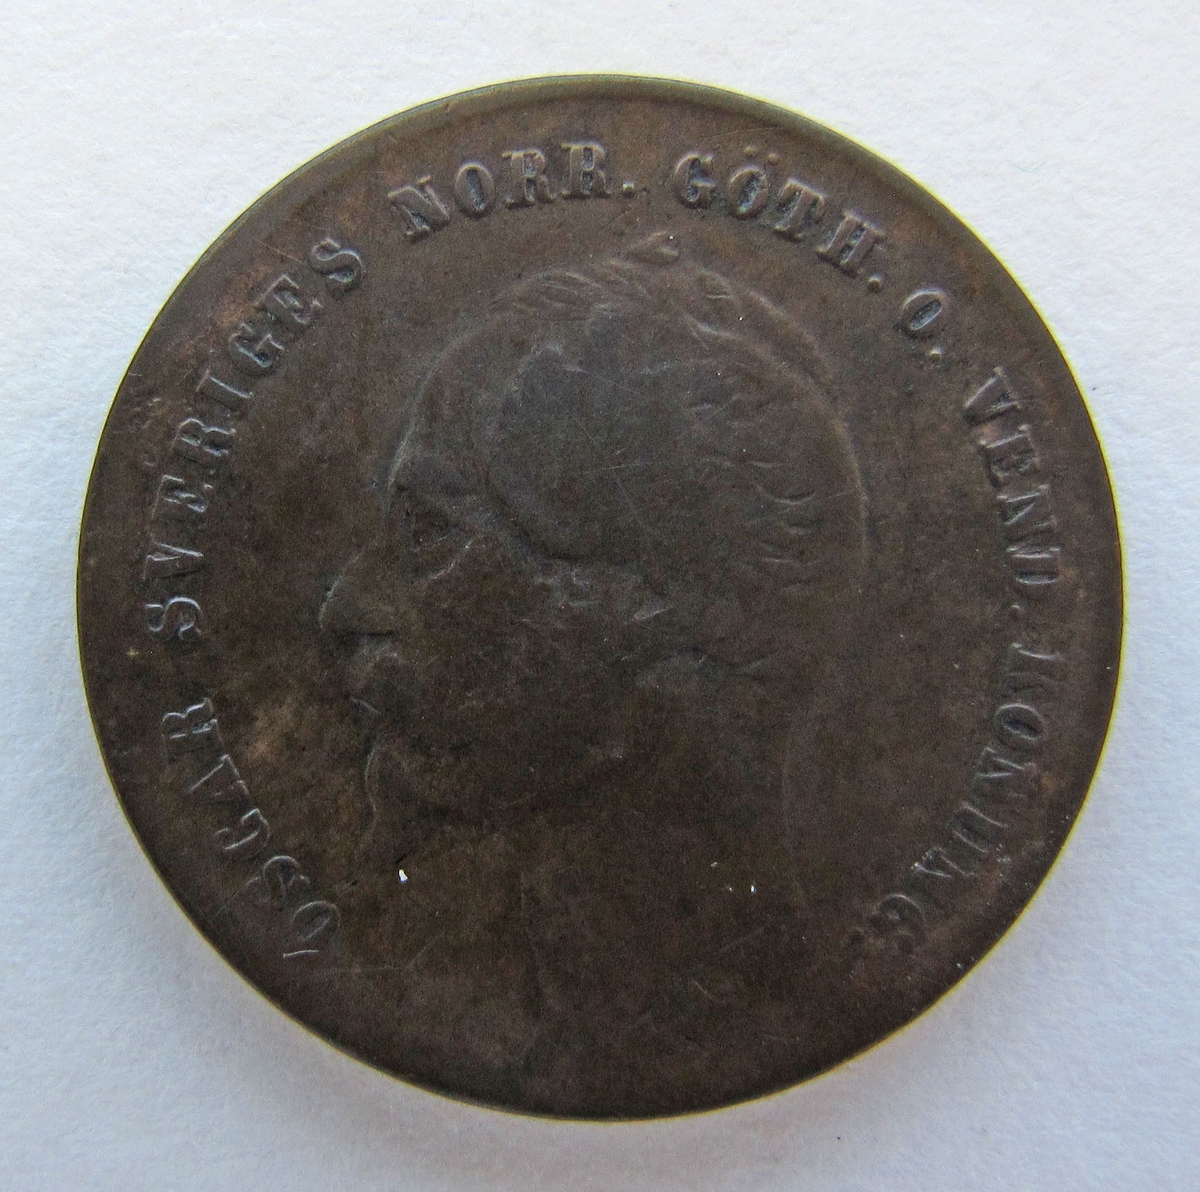 OSCAR SVERIGES NORR. GÖTH. O. VEND. KONUNG.